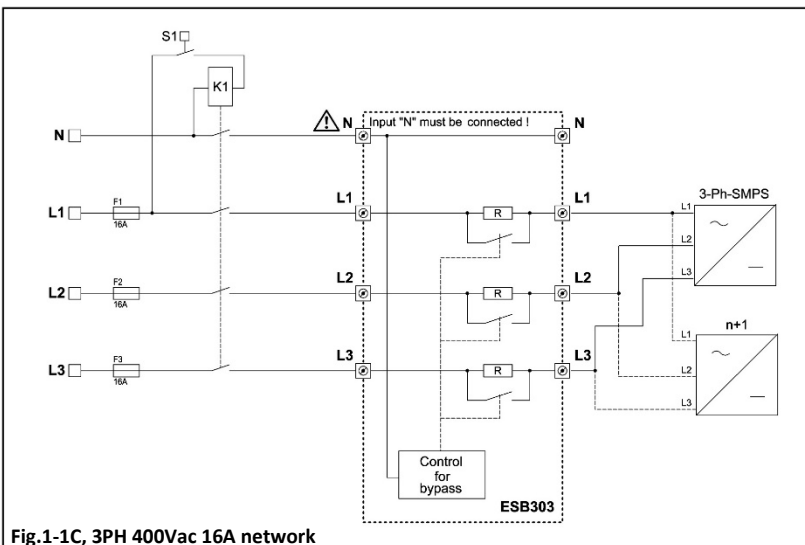 S1
K1
N
N
Input "N" must be connected !
N
L1
F1
16A
L1
R
L1
3-Ph-SMPS
L1
L2
L3
L2
F2
16A
L2
R
L2
n+1
L1
L2
L3
L3
F3
16A
L3
R
L3
Control
for
bypass
ESB303
Fig.1-1C, 3PH 400Vac 16A network